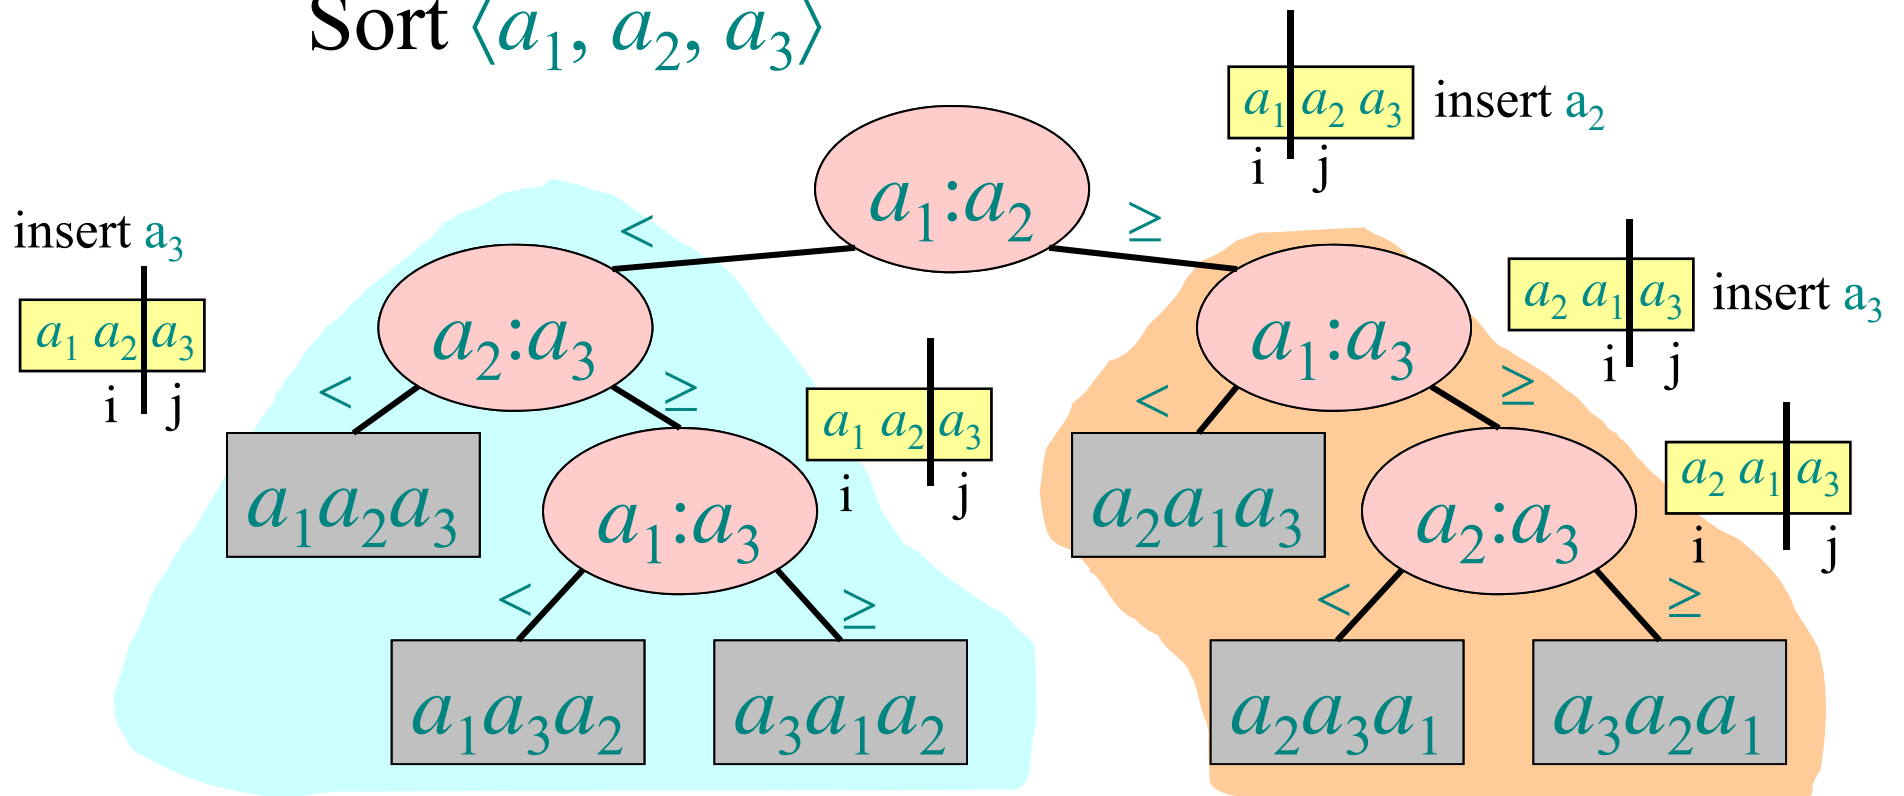 Sort ⟨a₁, a₂, a₃⟩
a₁ a₂ a₃ insert a₂
i j
a₁:a₂
< ≥
insert a₃
a₁ a₂ a₃
i j
a₂:a₃
< ≥
a₁ a₂ a₃
i j
a₁:a₃
< ≥
a₂ a₁ a₃ insert a₃
i j
a₂ a₁ a₃
i j
a₁a₂a₃
a₁:a₃
< ≥
a₂a₁a₃
a₂:a₃
< ≥
a₁a₃a₂
a₃a₁a₂
a₂a₃a₁
a₃a₂a₁